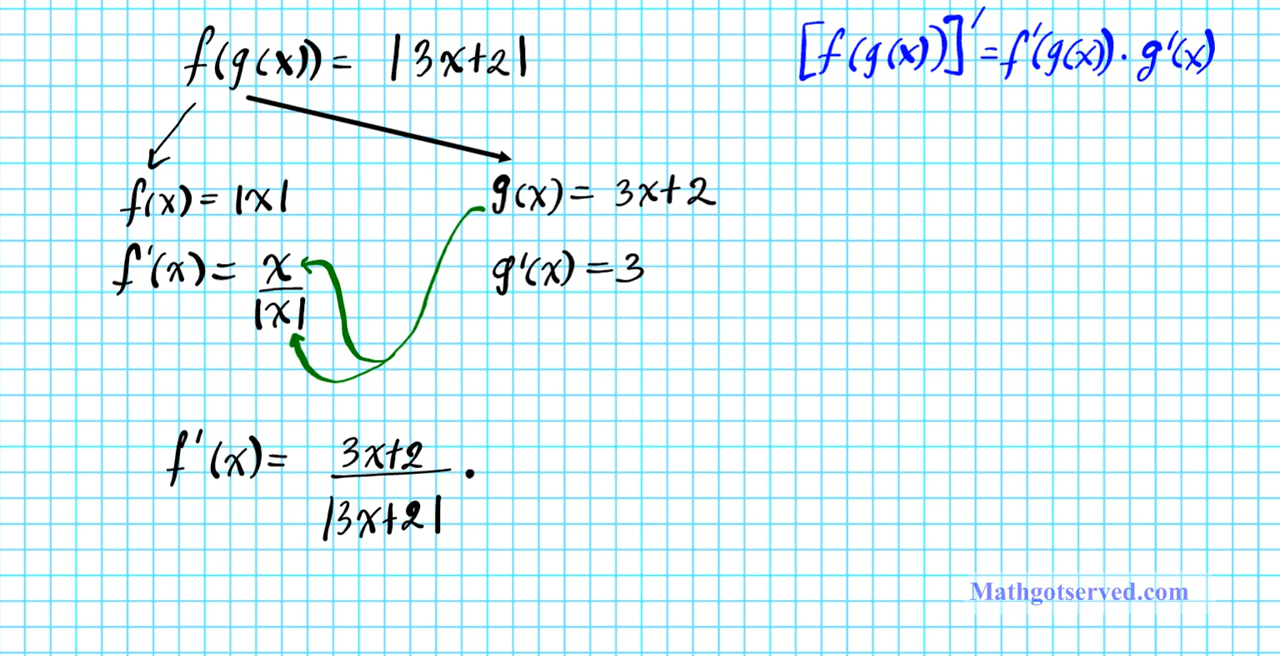 f(g(x)) = |3x+2|
[f(g(x))]' = f'(g(x)) · g'(x)
f(x) = |x|
g(x) = 3x+2
f'(x) = x/|x|
g'(x) = 3
f'(x) = 3x+2/|3x+2| ·
Mathgotserved.com